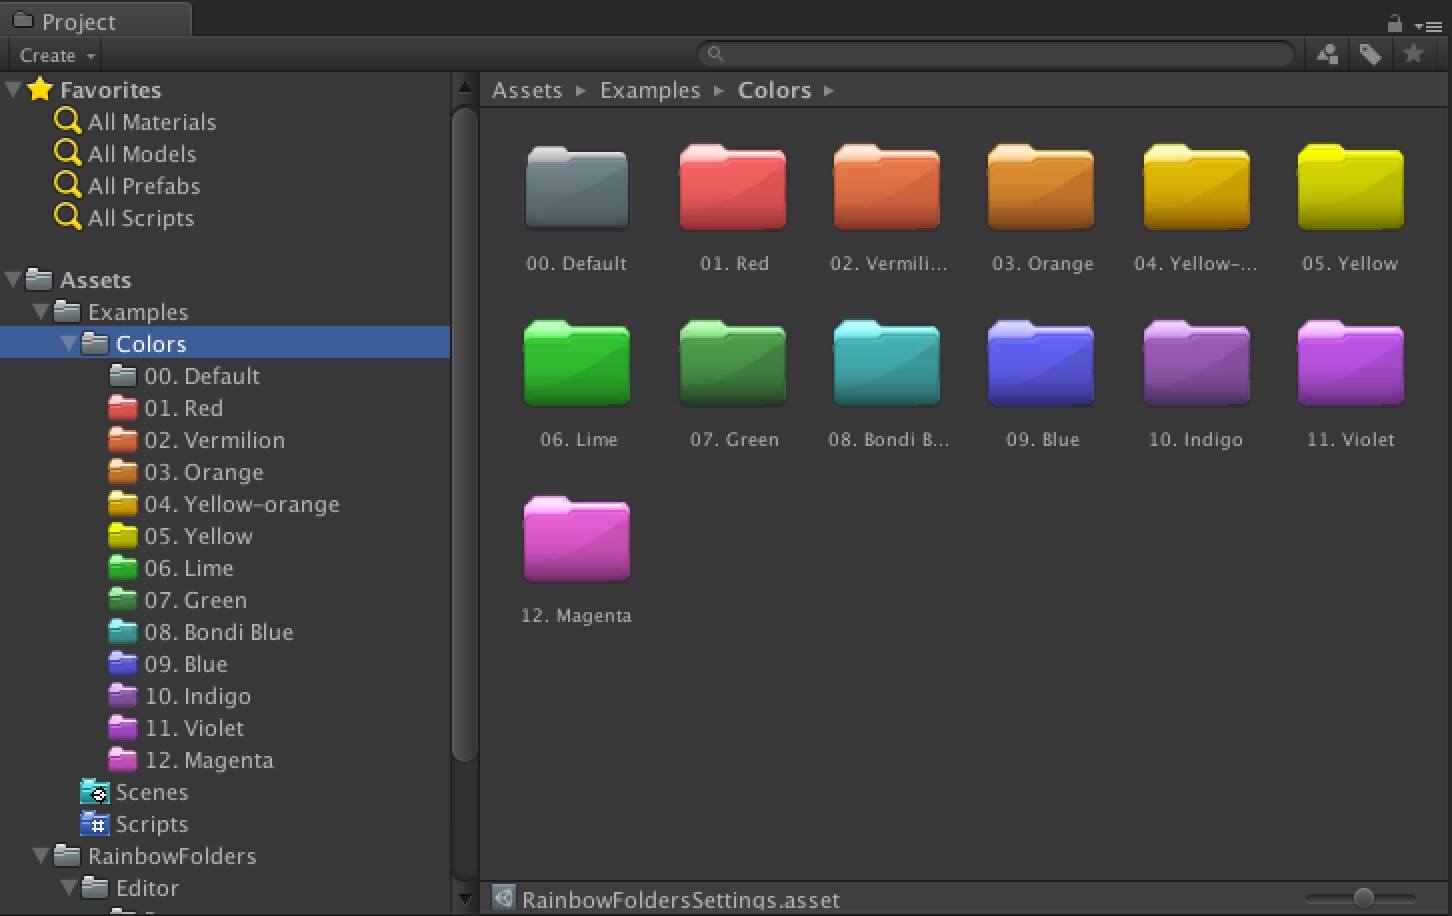 Project
Create
Favorites
All Materials
All Models
All Prefabs
All Scripts
Assets
Examples
Colors
00. Default
01. Red
02. Vermilion
03. Orange
04. Yellow-orange
05. Yellow
06. Lime
07. Green
08. Bondi Blue
09. Blue
10. Indigo
11. Violet
12. Magenta
Scenes
Scripts
RainbowFolders
Editor
Assets Examples Colors
00. Default 01. Red 02. Vermili... 03. Orange 04. Yellow-... 05. Yellow
06. Lime 07. Green 08. Bondi B... 09. Blue 10. Indigo 11. Violet
12. Magenta
RainbowFoldersSettings.asset